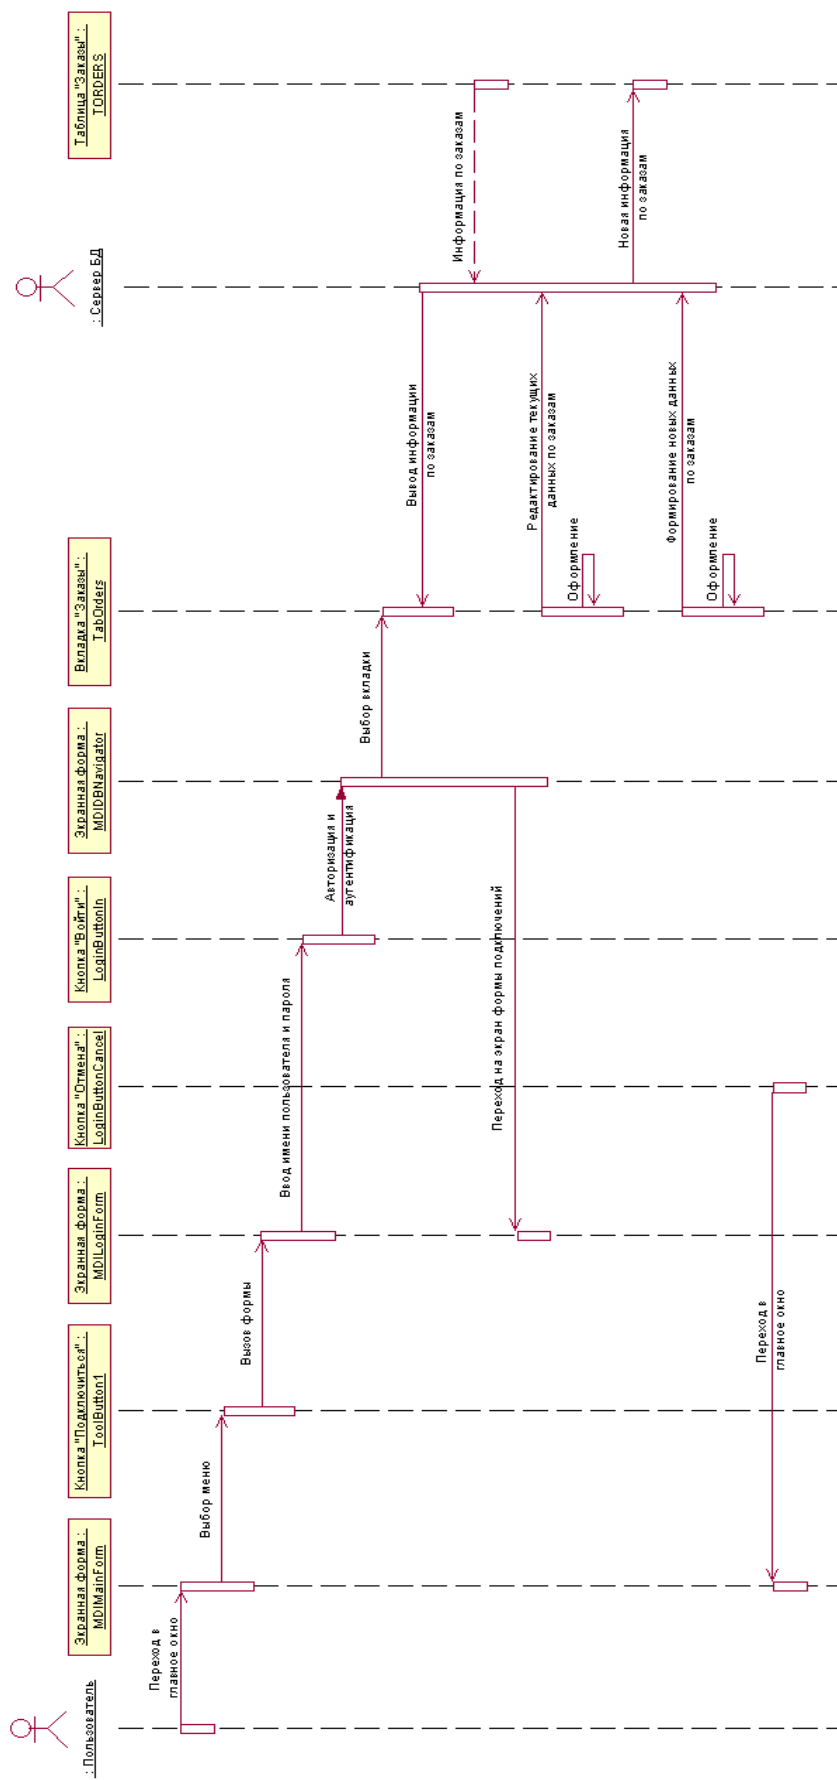 : Пользователь
Экранная форма :
MDIMainForm
Кнопка "Подключиться" :
ToolButton1
Экранная форма :
MDILoginForm
Кнопка "Отмена" :
LoginButtonCancel
Кнопка "Войти" :
LoginButtonIn
Экранная форма :
MDIDBNavigator
Вкладка "Заказы" :
TabOrders
: Сервер БД
Таблица "Заказы" :
TORDERS
Переход в
главное окно
Выбор меню
Вызов формы
Ввод имени пользователя и пароля
Авторизация и
аутентификация
Выбор вкладки
Вывод информации
по заказам
Информация по заказам
Переход на экран формы подключений
Редактирование текущих
данных по заказам
Оформление
Новая информация
по заказам
Формирование новых данных
по заказам
Оформление
Переход в
главное окно